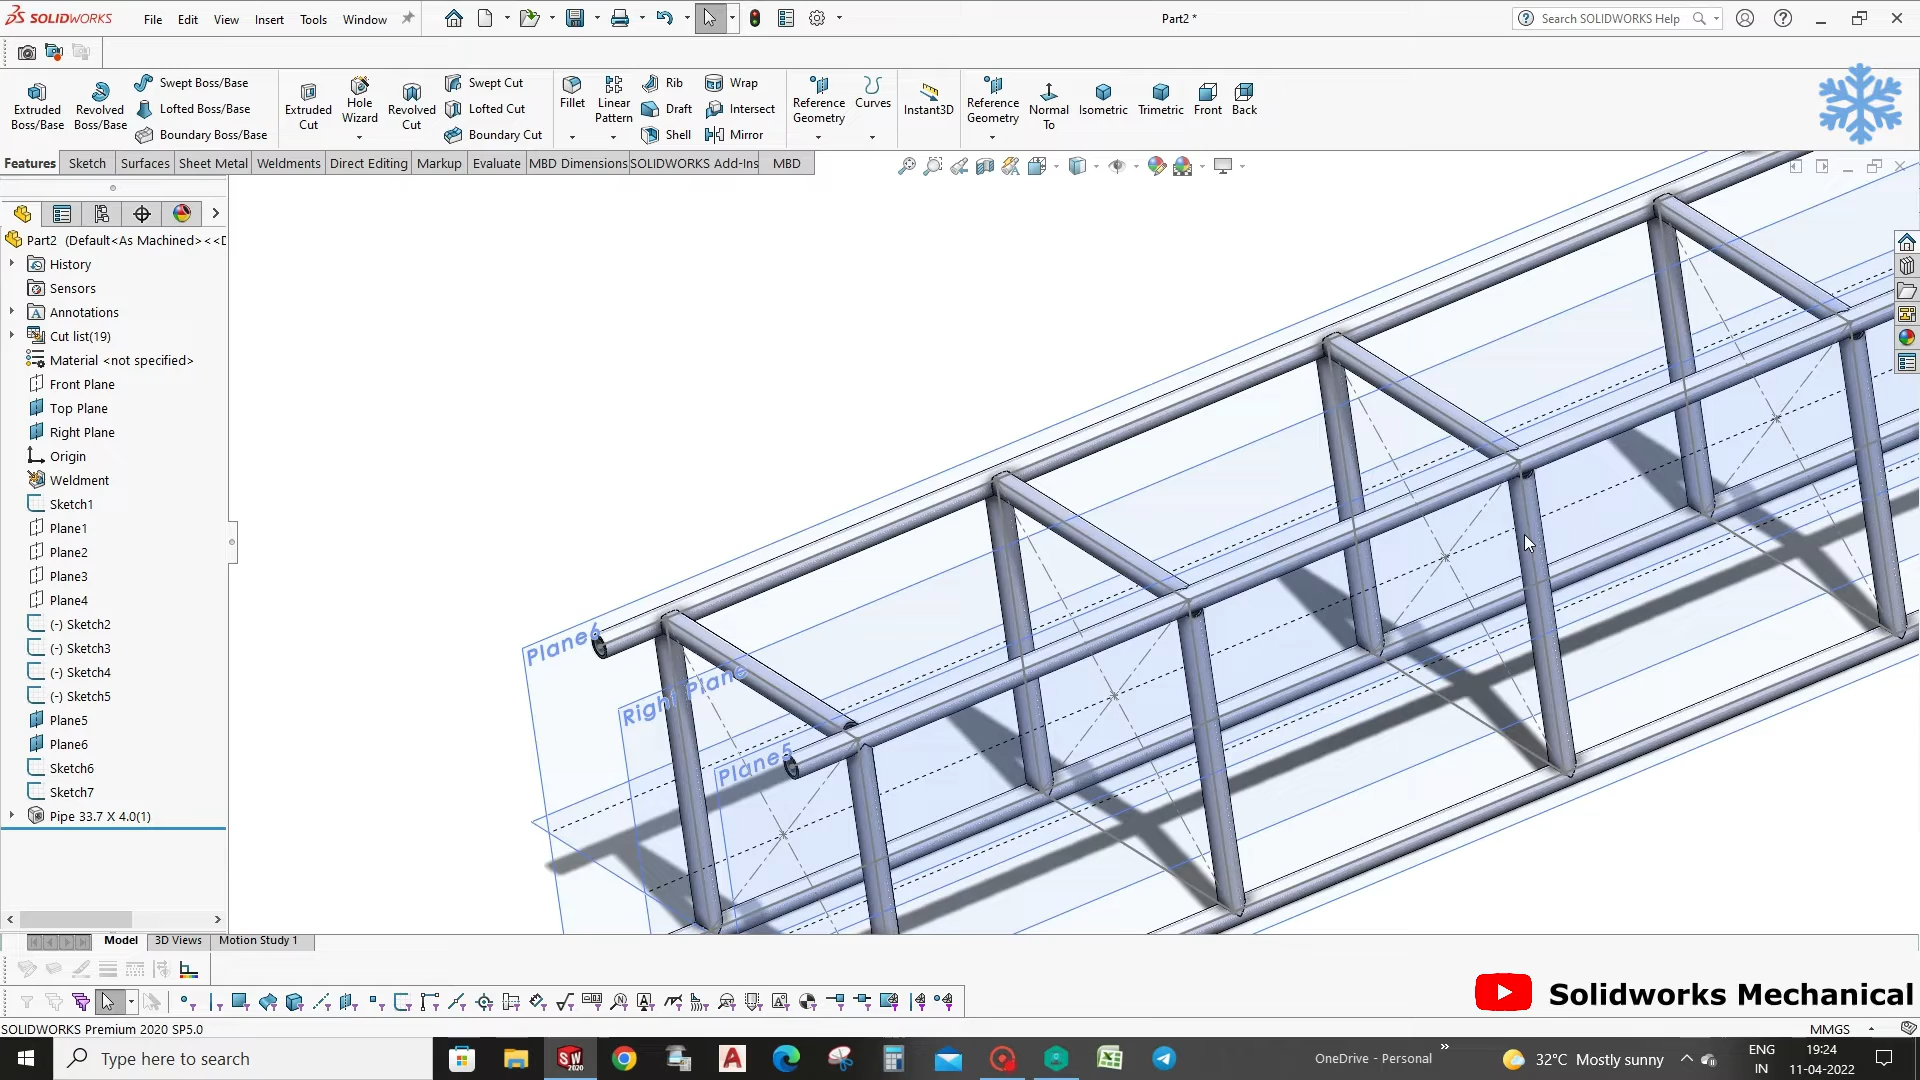 SOLIDWORKS
File
Edit
View
Insert
Tools
Window
Part2 *
Search SOLIDWORKS Help
Extruded Boss/Base
Revolved Boss/Base
Swept Boss/Base
Lofted Boss/Base
Boundary Boss/Base
Extruded Cut
Hole Wizard
Revolved Cut
Swept Cut
Lofted Cut
Boundary Cut
Fillet
Linear Pattern
Rib
Draft
Shell
Wrap
Intersect
Mirror
Reference Geometry
Curves
Instant3D
Reference Geometry
Normal To
Isometric
Trimetric
Front
Back
Features
Sketch
Surfaces
Sheet Metal
Weldments
Direct Editing
Markup
Evaluate
MBD Dimensions
SOLIDWORKS Add-Ins
MBD
Part2 (Default<As Machined><<D
History
Sensors
Annotations
Cut list(19)
Material <not specified>
Front Plane
Top Plane
Right Plane
Origin
Weldment
Sketch1
Plane1
Plane2
Plane3
Plane4
(-) Sketch2
(-) Sketch3
(-) Sketch4
(-) Sketch5
Plane5
Plane6
Sketch6
Sketch7
Pipe 33.7 X 4.0(1)
Plane6
Right Plane
Plane5
Model
3D Views
Motion Study 1
Solidworks Mechanical
SOLIDWORKS Premium 2020 SP5.0
MMGS
Type here to search
SW
2020
OneDrive - Personal
32°C Mostly sunny
ENG
IN
19:24
11-04-2022